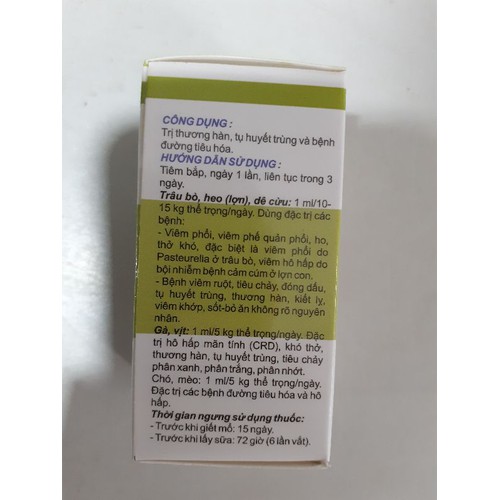 CÔNG DỤNG :
Trị thương hàn, tụ huyết trùng và bệnh
đường tiêu hóa.
HƯỚNG DẪN SỬ DỤNG :
Tiêm bắp, ngày 1 lần, liên tục trong 3
ngày.
Trâu bò, heo (lợn), dê cừu: 1 ml/10-
15 kg thể trọng/ngày. Dùng đặc trị các
bệnh:
- Viêm phổi, viêm phế quản phổi, ho,
thở khó, đặc biệt là viêm phổi do
Pasteurella ở trâu bò, viêm hô hấp do
bội nhiễm bệnh cảm cúm ở lợn con.
- Bệnh viêm ruột, tiêu chảy, đóng dấu,
tụ huyết trùng, thương hàn, kiết lỵ,
viêm khớp, sốt-bỏ ăn không rõ nguyên
nhân.
Gà, vịt: 1 ml/5 kg thể trọng/ngày. Đặc
trị hô hấp mãn tính (CRD), khó thở,
thương hàn, tụ huyết trùng, tiêu chảy
phân xanh, phân trắng, phân nhớt.
Chó, mèo: 1 ml/5 kg thể trọng/ngày.
Đặc trị các bệnh đường tiêu hóa và hô
hấp.
Thời gian ngưng sử dụng thuốc:
- Trước khi giết mổ: 15 ngày.
- Trước khi lấy sữa: 72 giờ (6 lần vắt).